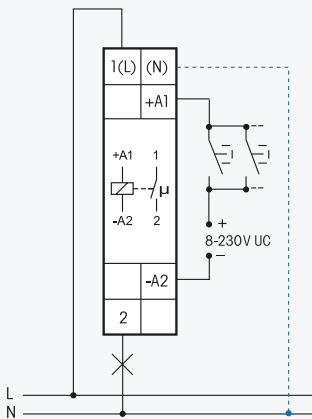 1(L) (N)
+A1
+A1 1
μ
-A2 2
+
8-230V UC
–
-A2
2
L
N